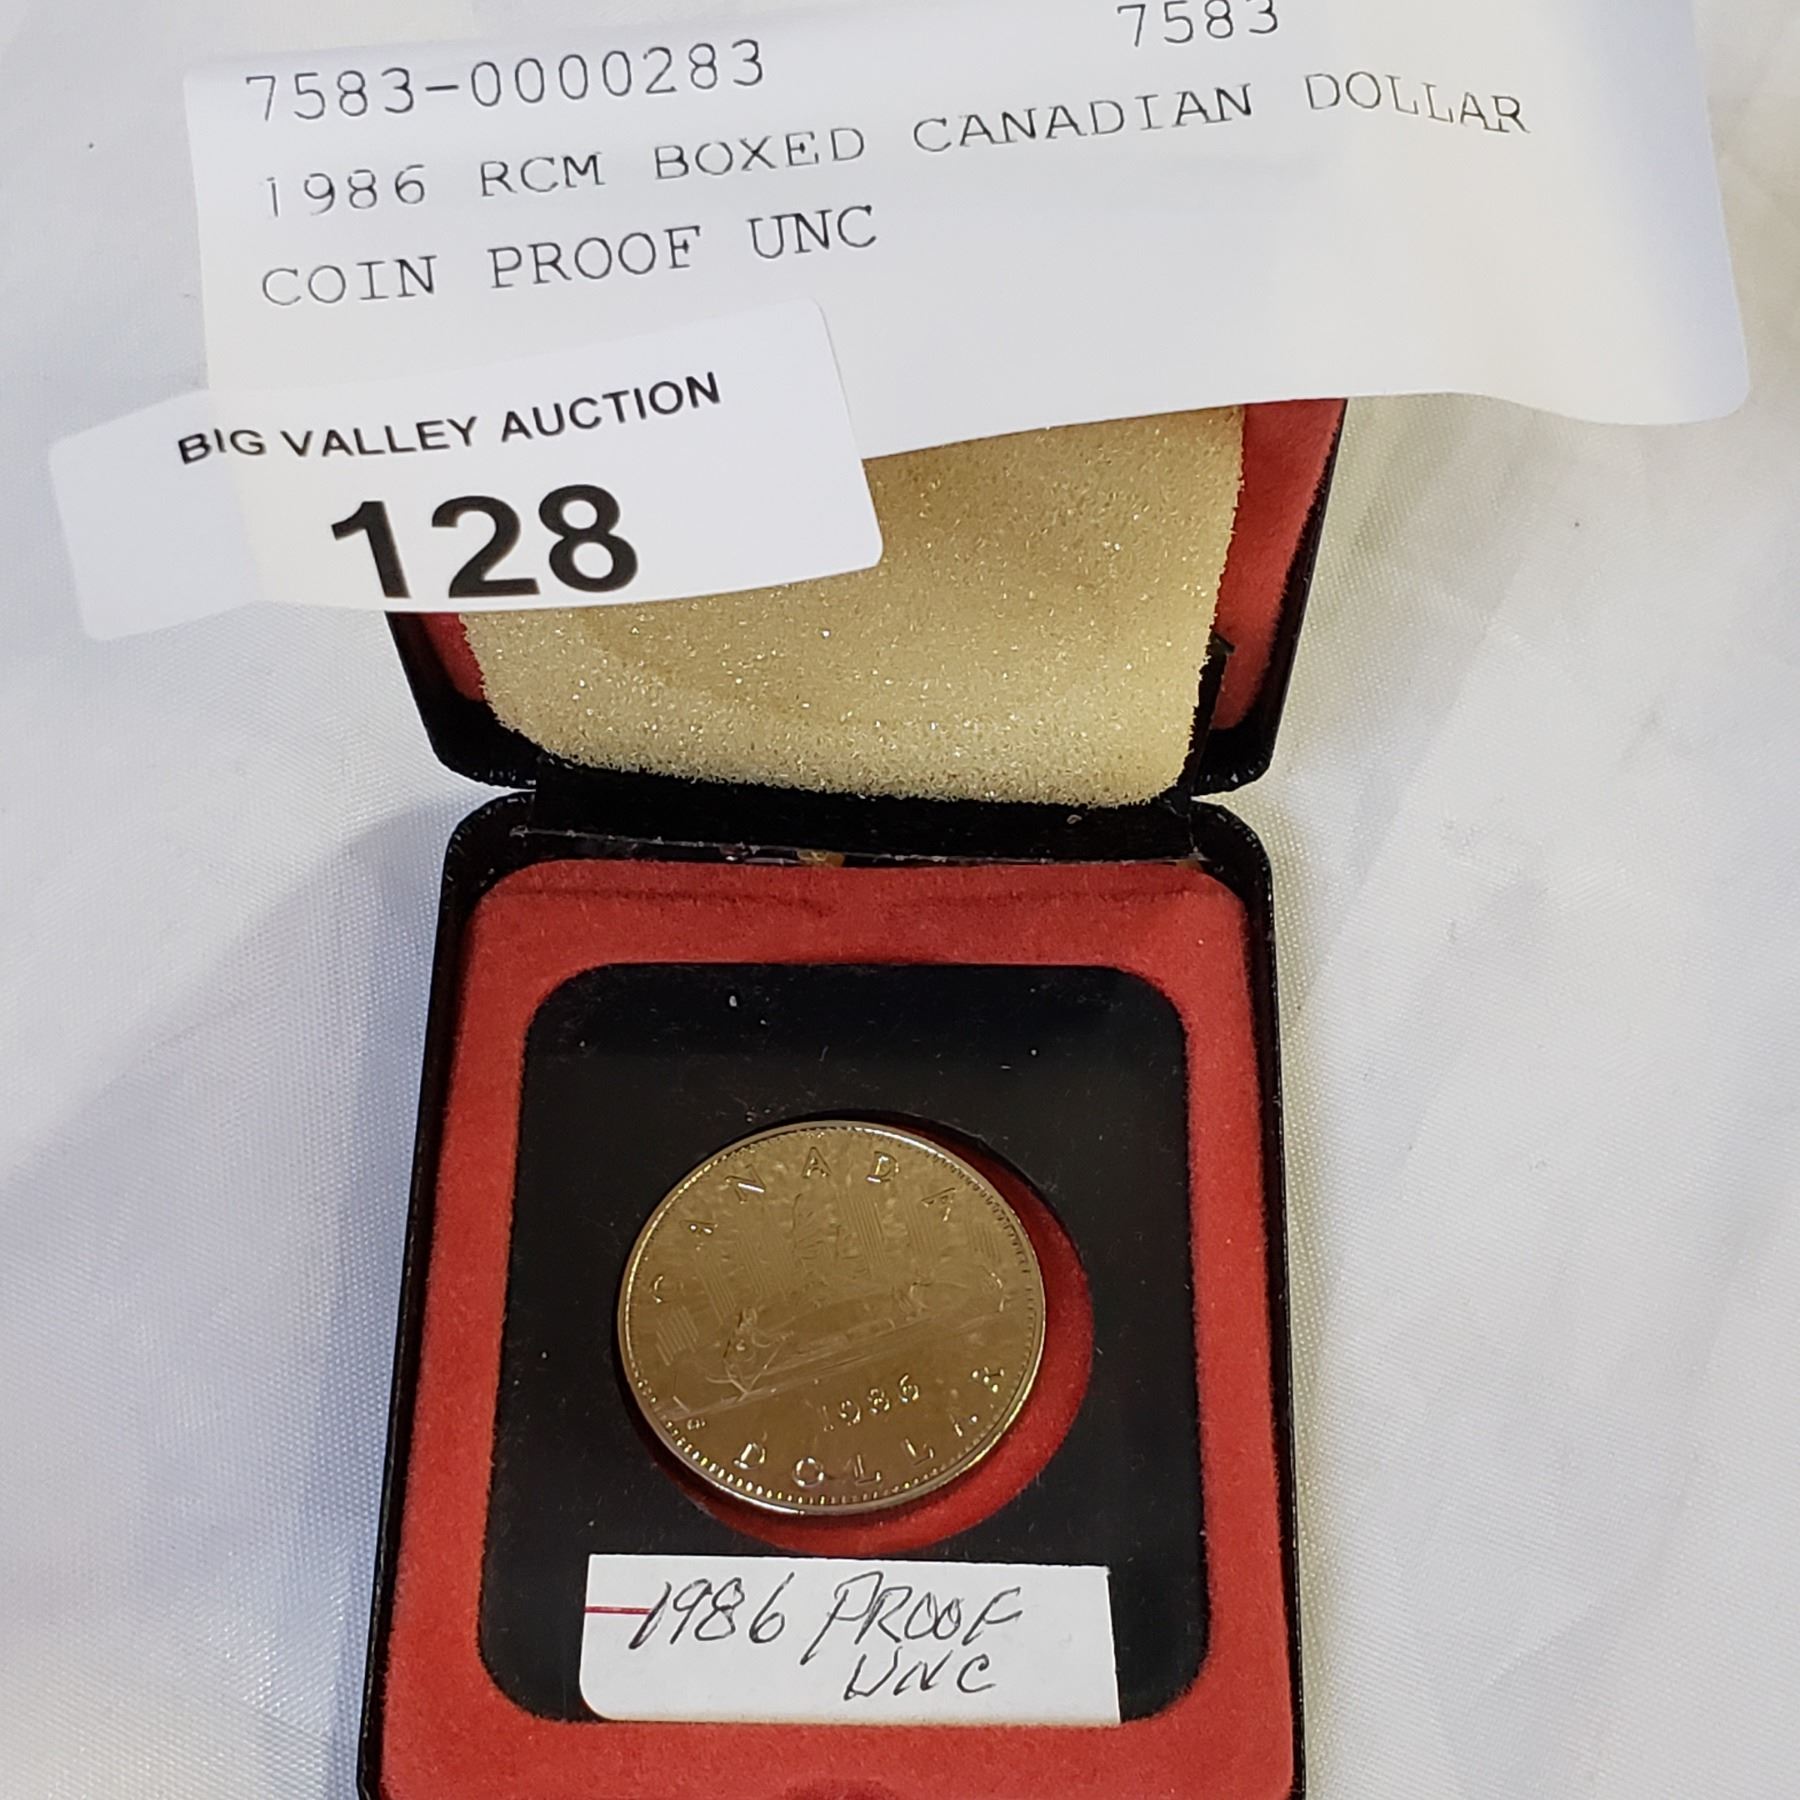 7583-0000283 7583
1986 RCM BOXED CANADIAN DOLLAR
COIN PROOF UNC
BIG VALLEY AUCTION
128
CANADA
1986
DOLLAR
1986 PROOF
UNC